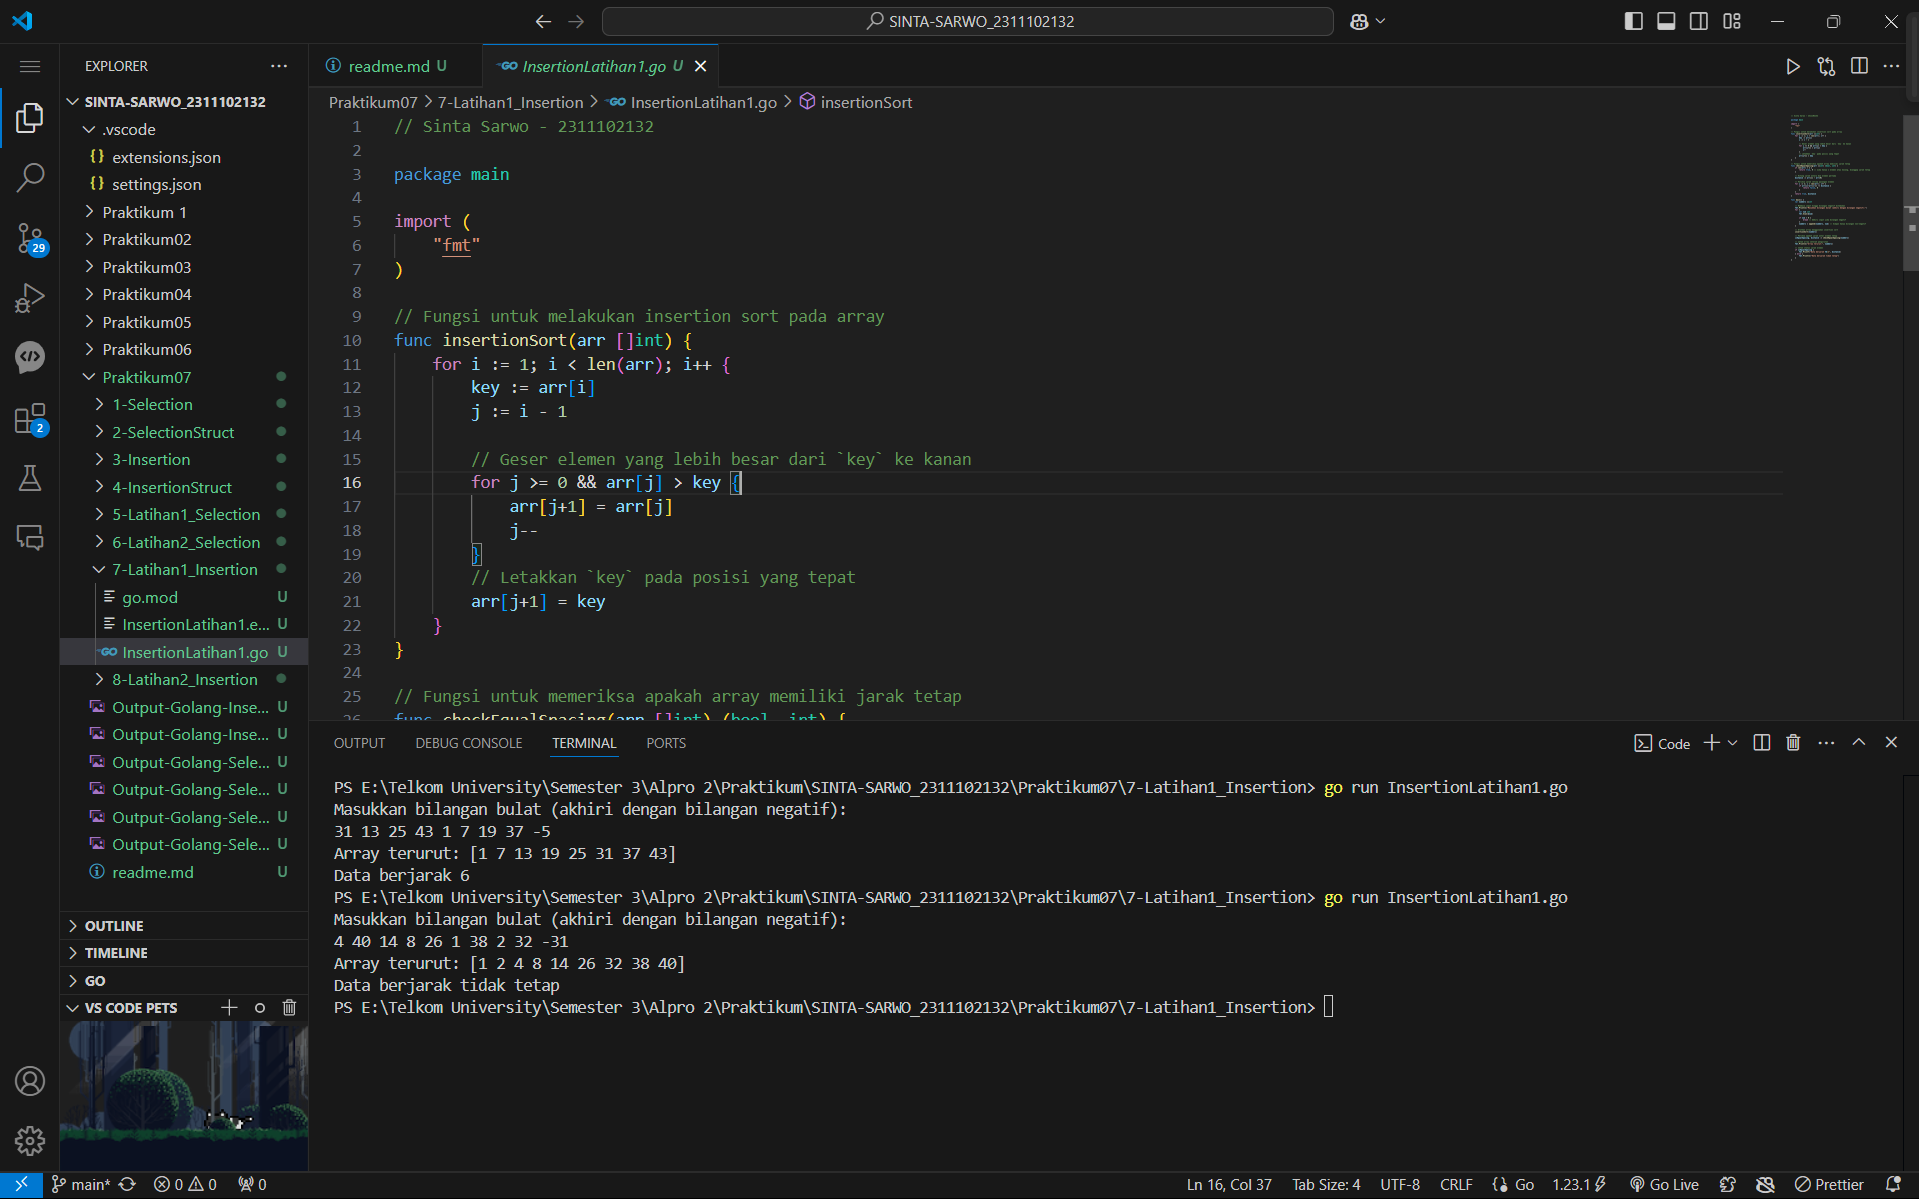 SINTA-SARWO_2311102132
EXPLORER
SINTA-SARWO_2311102132
.vscode
{} extensions.json
{} settings.json
Praktikum 1
Praktikum02
Praktikum03
Praktikum04
Praktikum05
Praktikum06
Praktikum07
1-Selection
2-SelectionStruct
3-Insertion
4-InsertionStruct
5-Latihan1_Selection
6-Latihan2_Selection
7-Latihan1_Insertion
go.mod U
InsertionLatihan1.e... U
GO InsertionLatihan1.go U
8-Latihan2_Insertion
Output-Golang-Inse... U
Output-Golang-Inse... U
Output-Golang-Sele... U
Output-Golang-Sele... U
Output-Golang-Sele... U
Output-Golang-Sele... U
readme.md U
OUTLINE
TIMELINE
GO
VS CODE PETS
29
2
readme.md U
GO InsertionLatihan1.go U
Praktikum07 > 7-Latihan1_Insertion > GO InsertionLatihan1.go > insertionSort
1 // Sinta Sarwo - 2311102132
2
3 package main
4
5 import (
6 "fmt"
7 )
8
9 // Fungsi untuk melakukan insertion sort pada array
10 func insertionSort(arr []int) {
11 for i := 1; i < len(arr); i++ {
12 key := arr[i]
13 j := i - 1
14
15 // Geser elemen yang lebih besar dari `key` ke kanan
16 for j >= 0 && arr[j] > key {
17 arr[j+1] = arr[j]
18 j--
19 }
20 // Letakkan `key` pada posisi yang tepat
21 arr[j+1] = key
22 }
23 }
24
25 // Fungsi untuk memeriksa apakah array memiliki jarak tetap
26 func checkEqualSpacing(arr []int) (bool, int) {
OUTPUT DEBUG CONSOLE TERMINAL PORTS
Code
PS E:\Telkom University\Semester 3\Alpro 2\Praktikum\SINTA-SARWO_2311102132\Praktikum07\7-Latihan1_Insertion> go run InsertionLatihan1.go
Masukkan bilangan bulat (akhiri dengan bilangan negatif):
31 13 25 43 1 7 19 37 -5
Array terurut: [1 7 13 19 25 31 37 43]
Data berjarak 6
PS E:\Telkom University\Semester 3\Alpro 2\Praktikum\SINTA-SARWO_2311102132\Praktikum07\7-Latihan1_Insertion> go run InsertionLatihan1.go
Masukkan bilangan bulat (akhiri dengan bilangan negatif):
4 40 14 8 26 1 38 2 32 -31
Array terurut: [1 2 4 8 14 26 32 38 40]
Data berjarak tidak tetap
PS E:\Telkom University\Semester 3\Alpro 2\Praktikum\SINTA-SARWO_2311102132\Praktikum07\7-Latihan1_Insertion>
main* 0 0 0 Ln 16, Col 37 Tab Size: 4 UTF-8 CRLF {} Go 1.23.1 Go Live Prettier